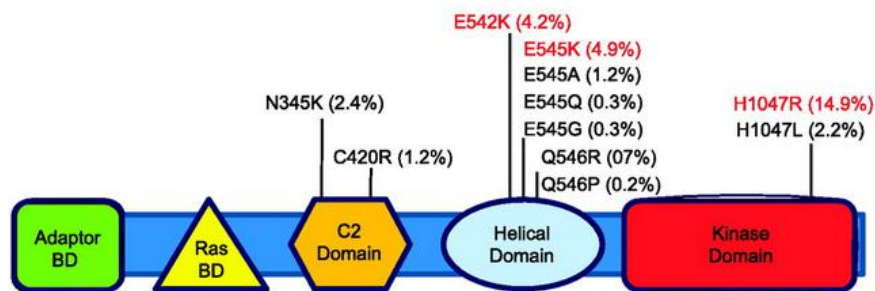 E542K (4.2%)
E545K (4.9%)
E545A (1.2%)
E545Q (0.3%)
E545G (0.3%)
Q546R (07%)
Q546P (0.2%)
N345K (2.4%)
C420R (1.2%)
H1047R (14.9%)
H1047L (2.2%)
Adaptor
BD
Ras
BD
C2
Domain
Helical
Domain
Kinase
Domain